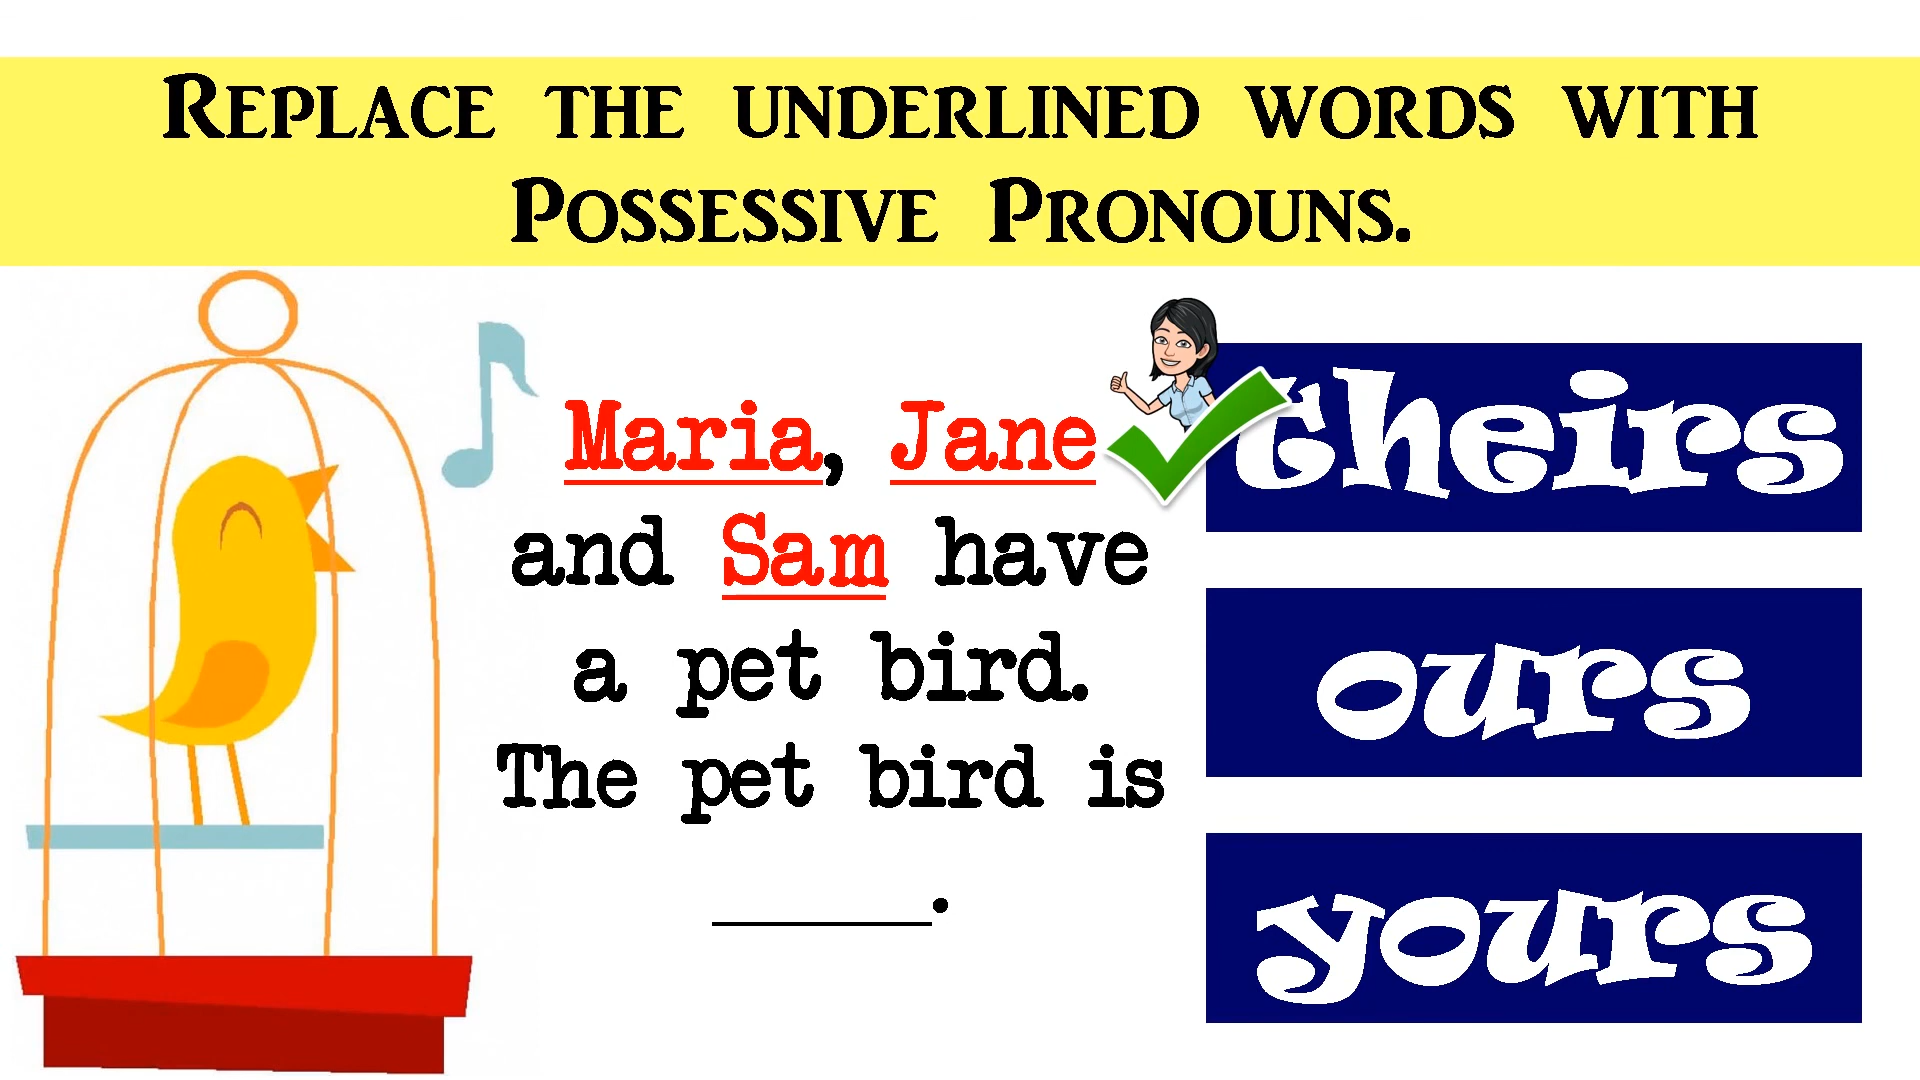 Replace the underlined words with
Possessive Pronouns.
Maria, Jane
and Sam have
a pet bird.
The pet bird is
______.
theirs
ours
yours